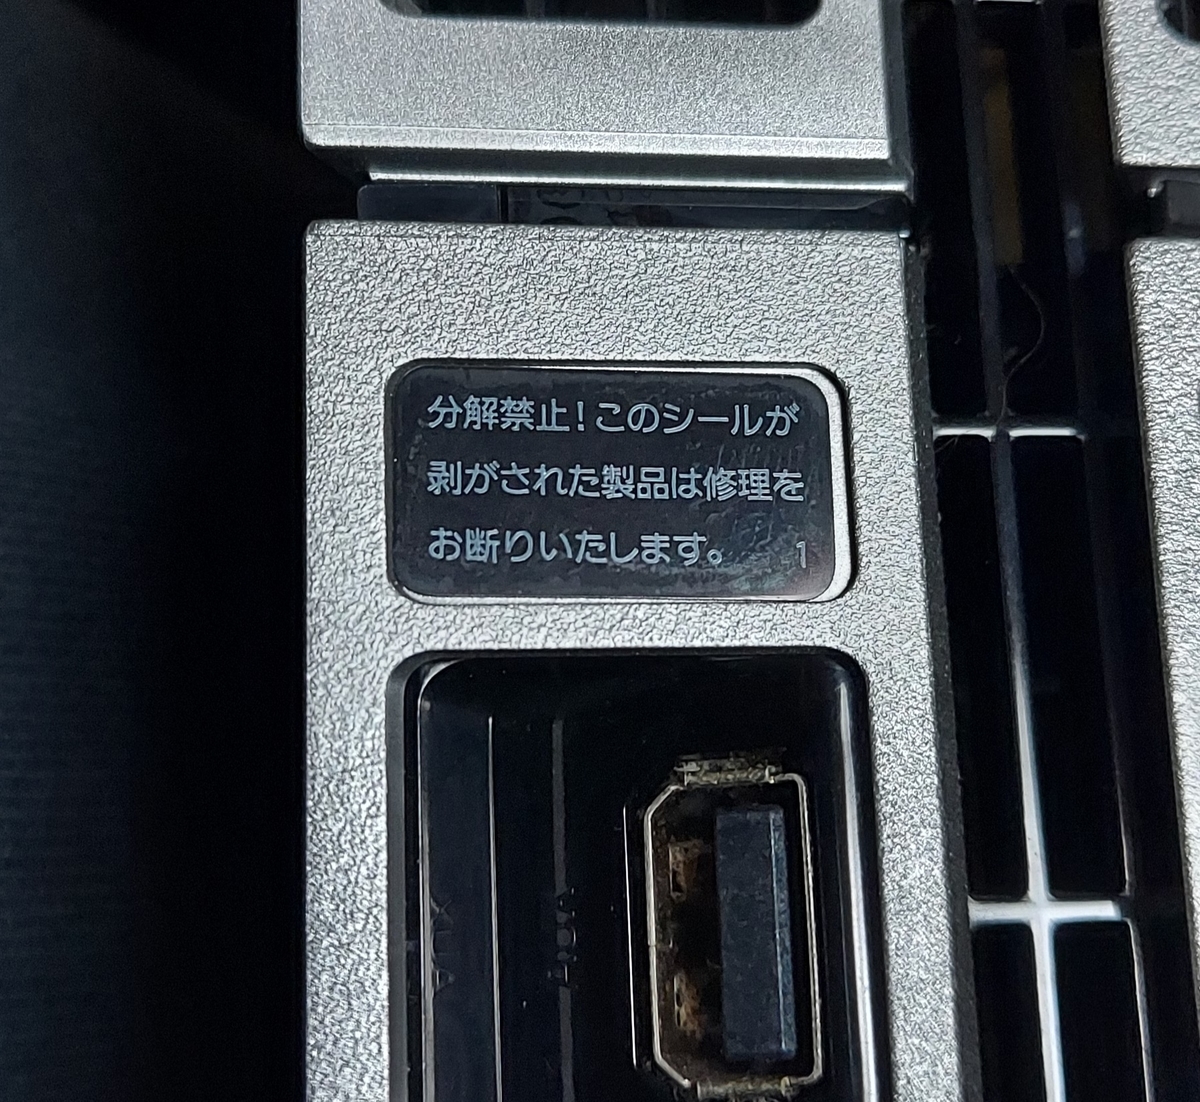 分解禁止!このシールが
剥がされた製品は修理を
お断りいたします。 1